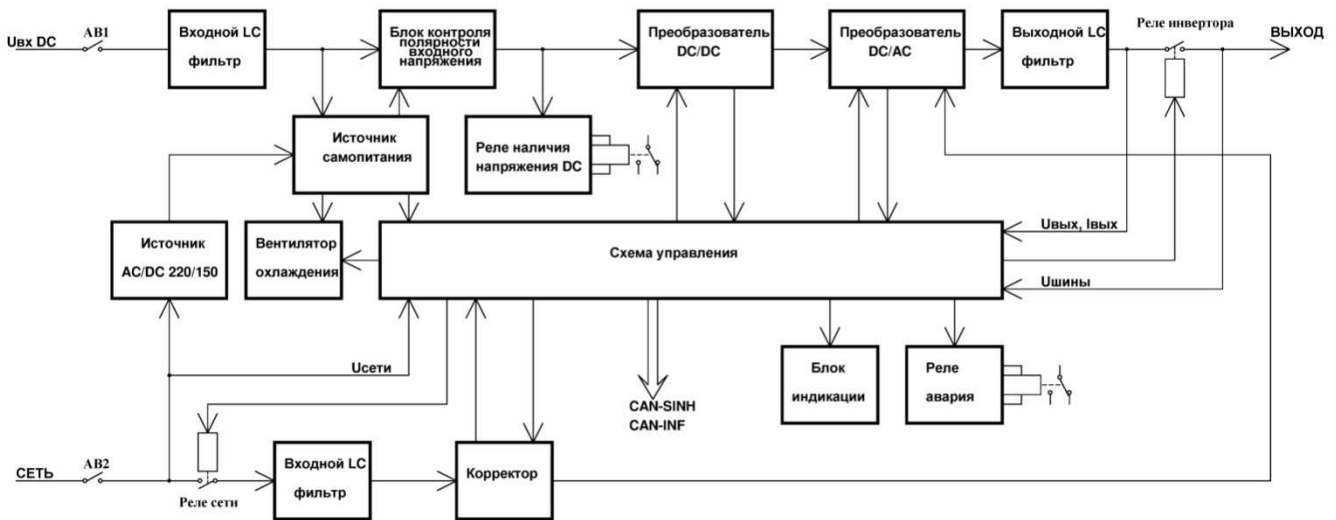 Uвх DC
АВ1
Входной LC
фильтр
Блок контроля
полярности
входного
напряжения
Преобразователь
DC/DC
Преобразователь
DC/AC
Выходной LC
фильтр
Реле инвертора
ВЫХОД
Источник
самопитания
Реле наличия
напряжения DC
Источник
AC/DC 220/150
Вентилятор
охлаждения
Схема управления
Uвых, Iвых
Uшины
Uсети
CAN-SINH
CAN-INF
Блок
индикации
Реле
авария
СЕТЬ
АВ2
Реле сети
Входной LC
фильтр
Корректор